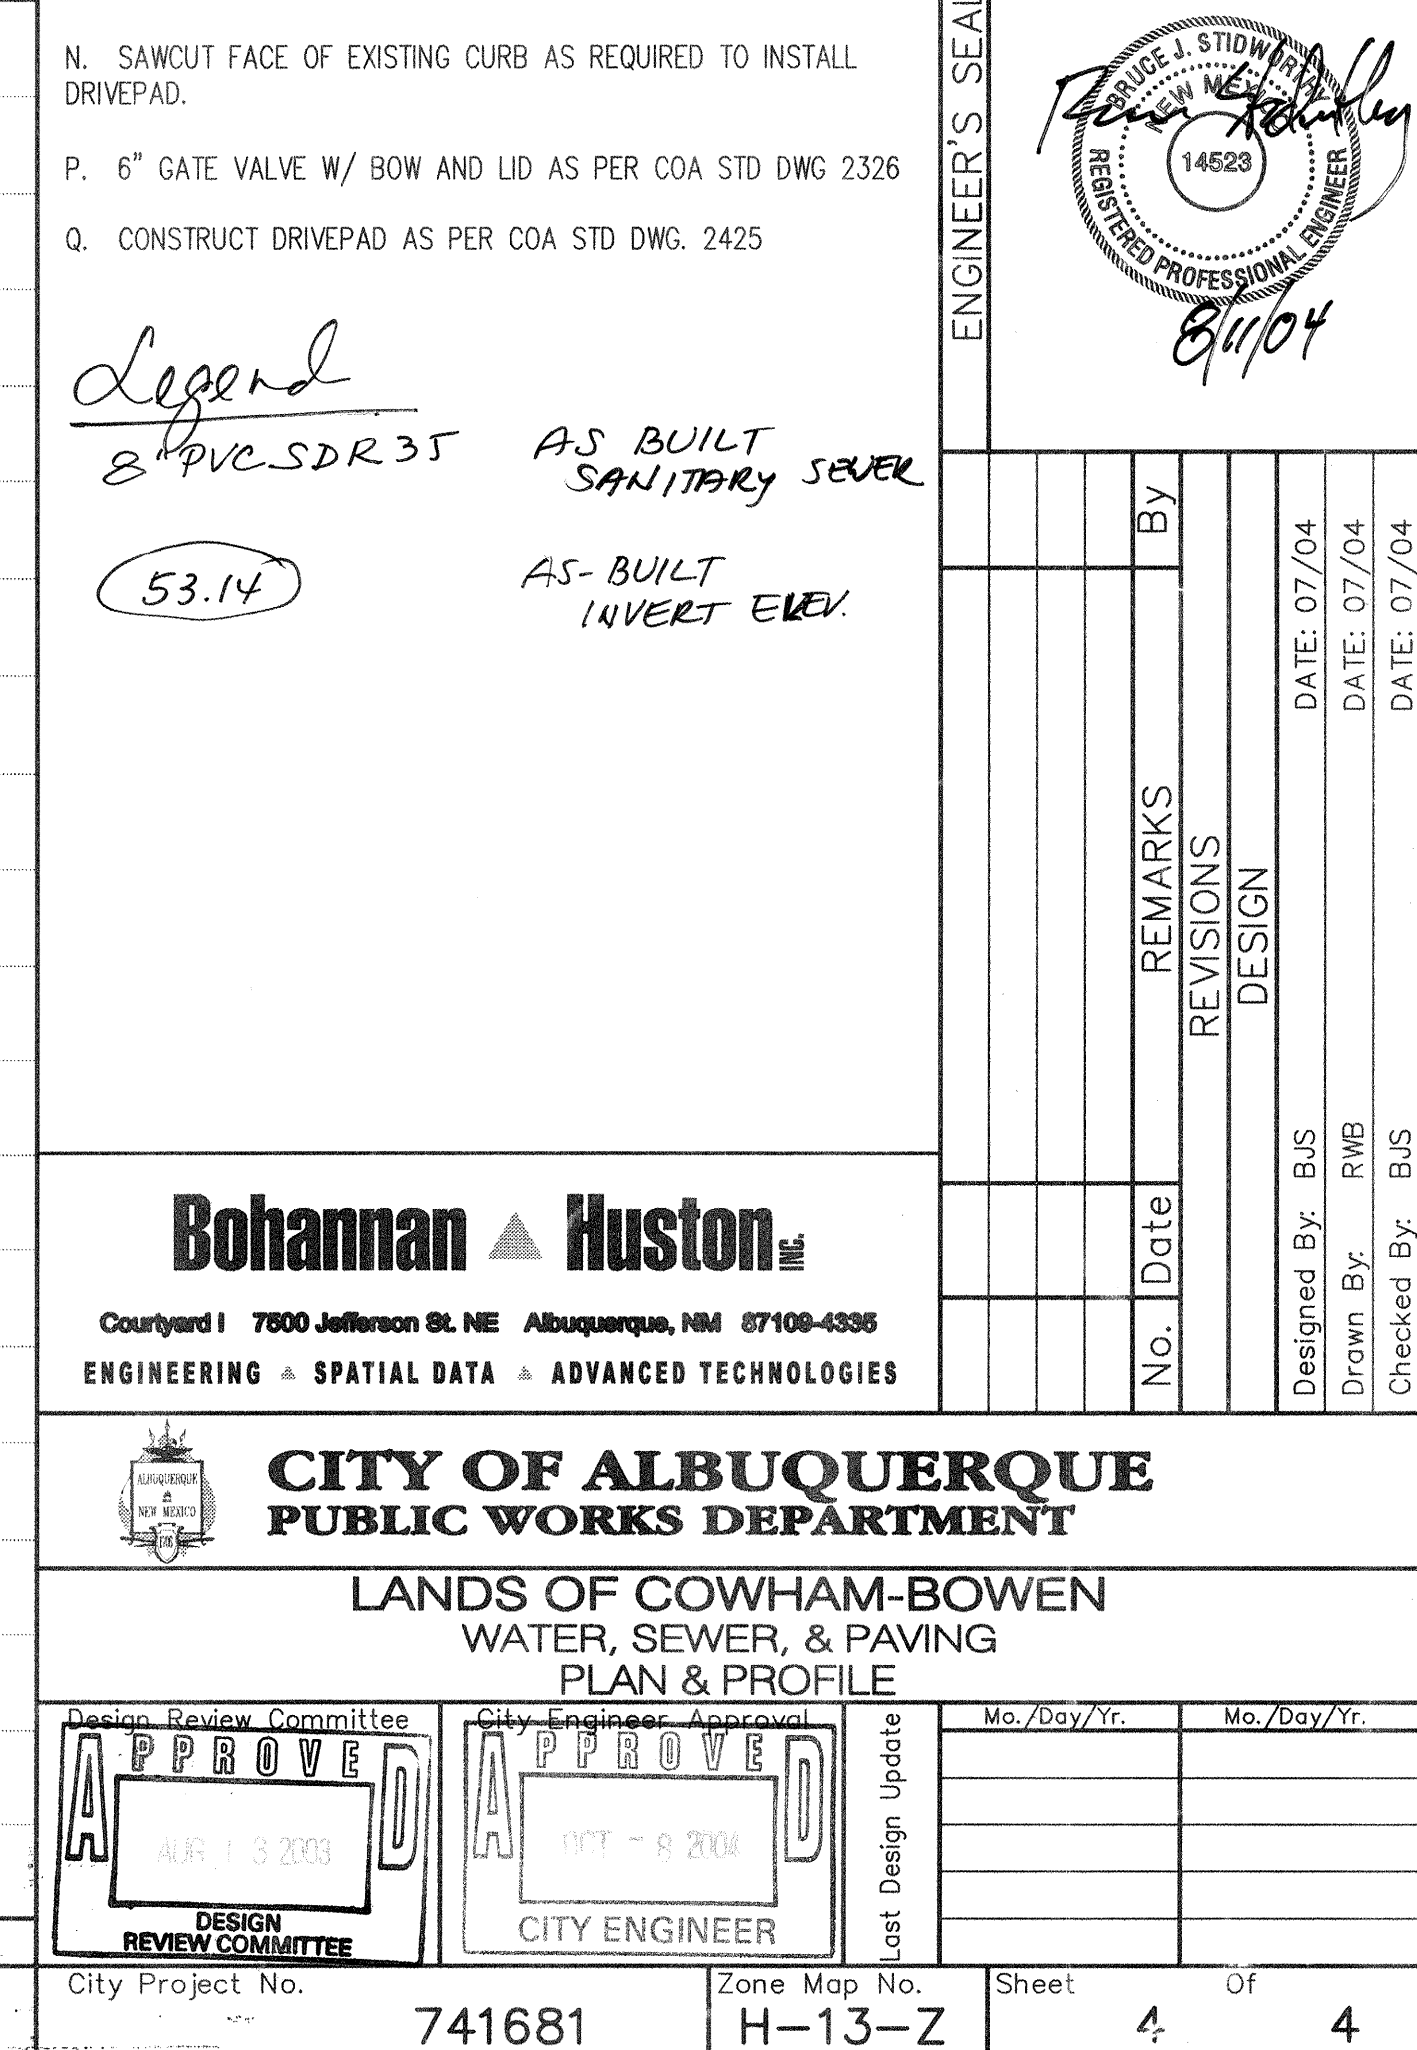 N. SAWCUT FACE OF EXISTING CURB AS REQUIRED TO INSTALL
DRIVEPAD.
P. 6" GATE VALVE W/ BOW AND LID AS PER COA STD DWG 2326
Q. CONSTRUCT DRIVEPAD AS PER COA STD DWG. 2425
Legend
8" PVC SDR 35 AS BUILT
SANITARY SEWER
53.14 AS-BUILT
INVERT ELEV.
ENGINEER'S SEAL
BRUCE J. STIDWORTHY
NEW MEXICO
14523
REGISTERED PROFESSIONAL ENGINEER
8/11/04
No. Date REMARKS By
REVISIONS
DESIGN
Designed By: BJS DATE: 07/04
Drawn By: RWB DATE: 07/04
Checked By: BJS DATE: 07/04
Bohannan Huston INC.
Courtyard I 7500 Jefferson St. NE Albuquerque, NM 87109-4335
ENGINEERING SPATIAL DATA ADVANCED TECHNOLOGIES
ALBUQUERQUE
NEW MEXICO
1706
CITY OF ALBUQUERQUE
PUBLIC WORKS DEPARTMENT
LANDS OF COWHAM-BOWEN
WATER, SEWER, & PAVING
PLAN & PROFILE
Design Review Committee
APPROVED
AUG 13 2003
DESIGN
REVIEW COMMITTEE
City Engineer Approval
APPROVED
OCT - 8 2004
CITY ENGINEER
Last Design Update
Mo./Day/Yr. Mo./Day/Yr.
City Project No.
741681
Zone Map No.
H-13-Z
Sheet Of
4 4